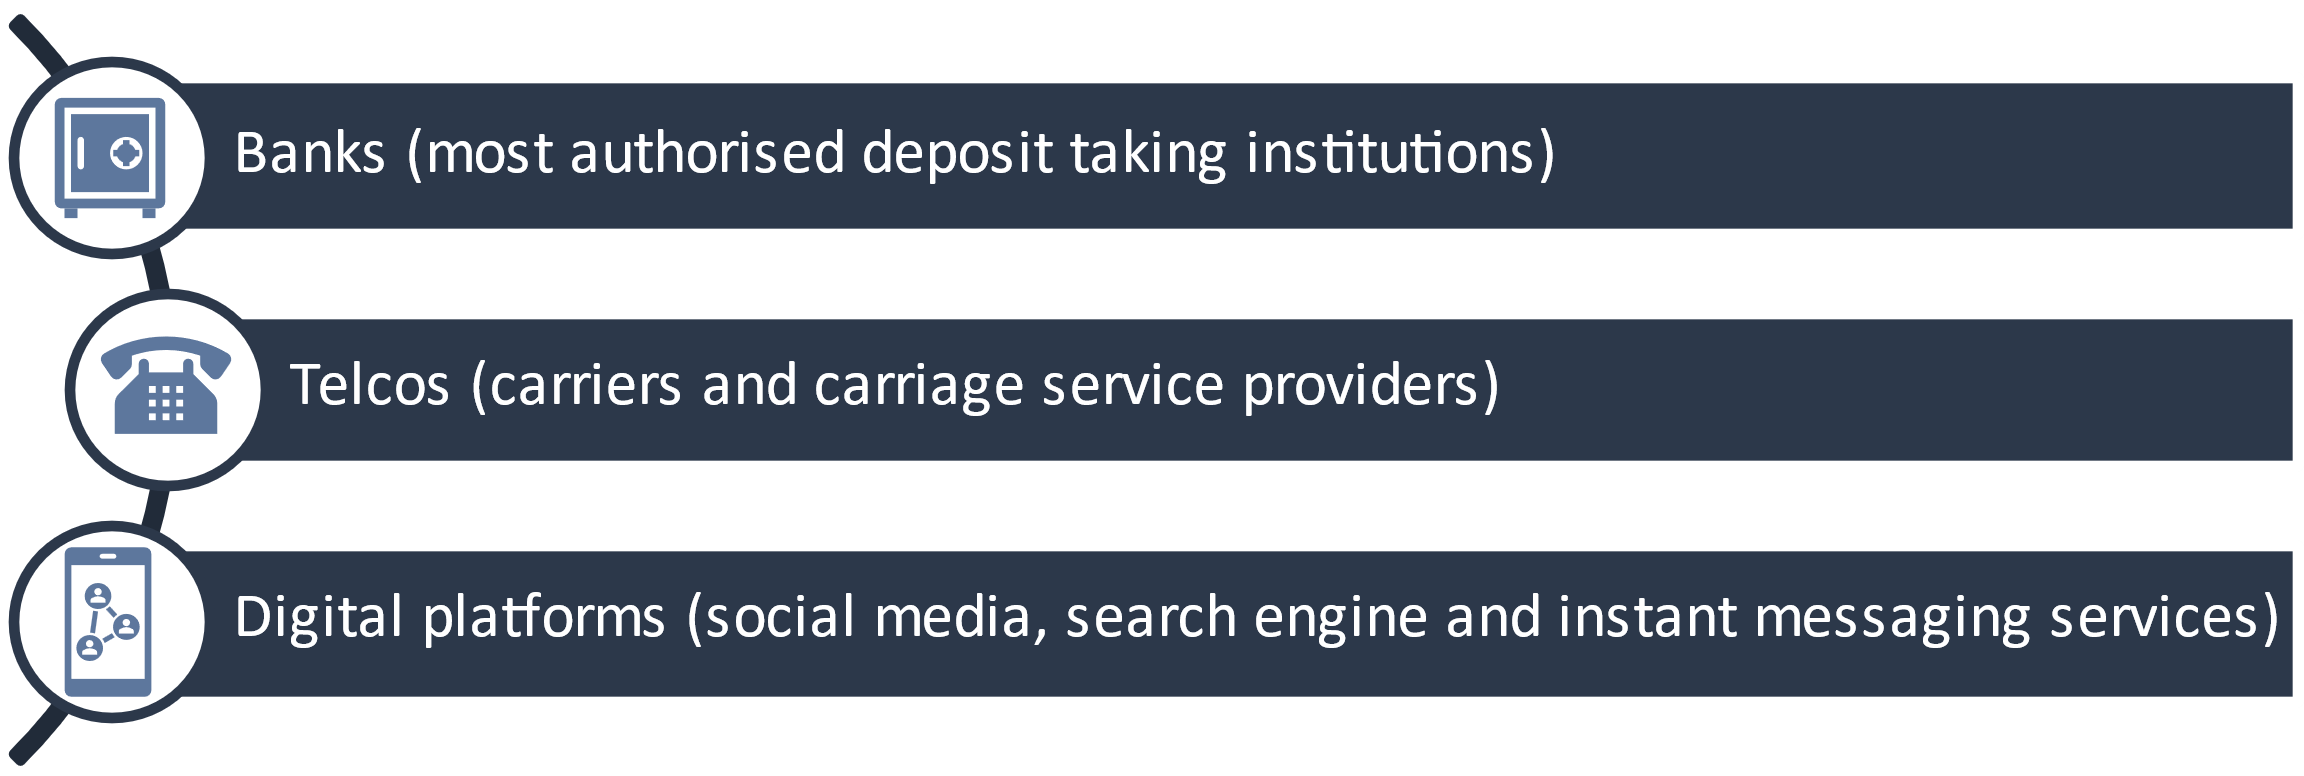 Banks (most authorised deposit taking institutions)
Telcos (carriers and carriage service providers)
Digital platforms (social media, search engine and instant messaging services)